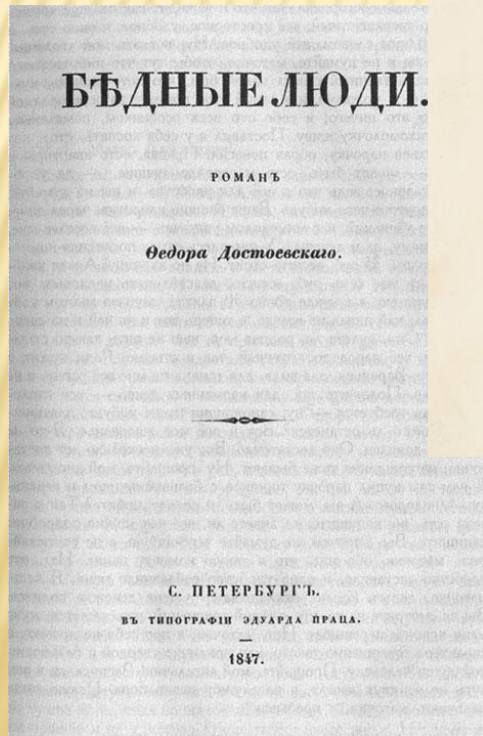 БѢДНЫЕ ЛЮДИ.
РОМАНЪ
Ѳедора Достоевскаго.
С. ПЕТЕРБУРГЪ.
ВЪ ТИПОГРАФІИ ЭДУАРДА ПРАЦА.
1847.